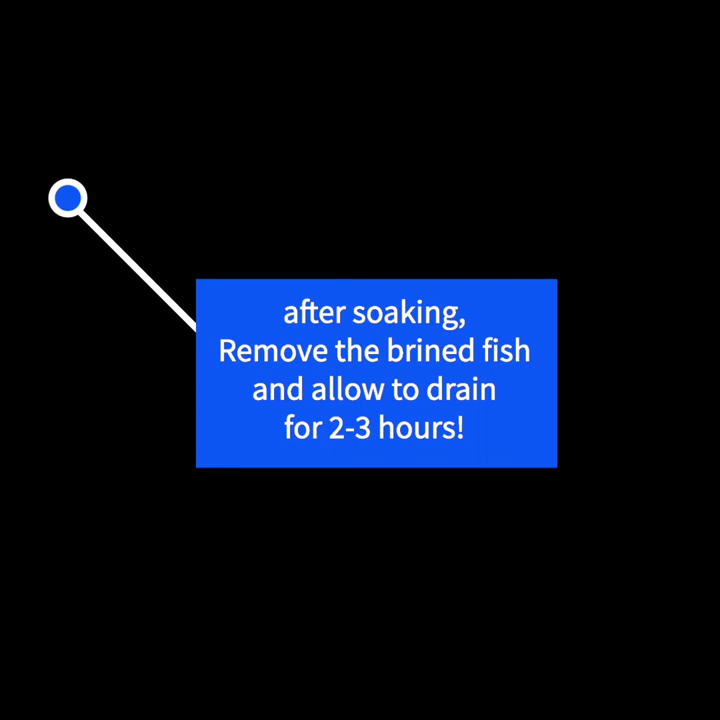 after soaking,
Remove the brined fish
and allow to drain
for 2-3 hours!